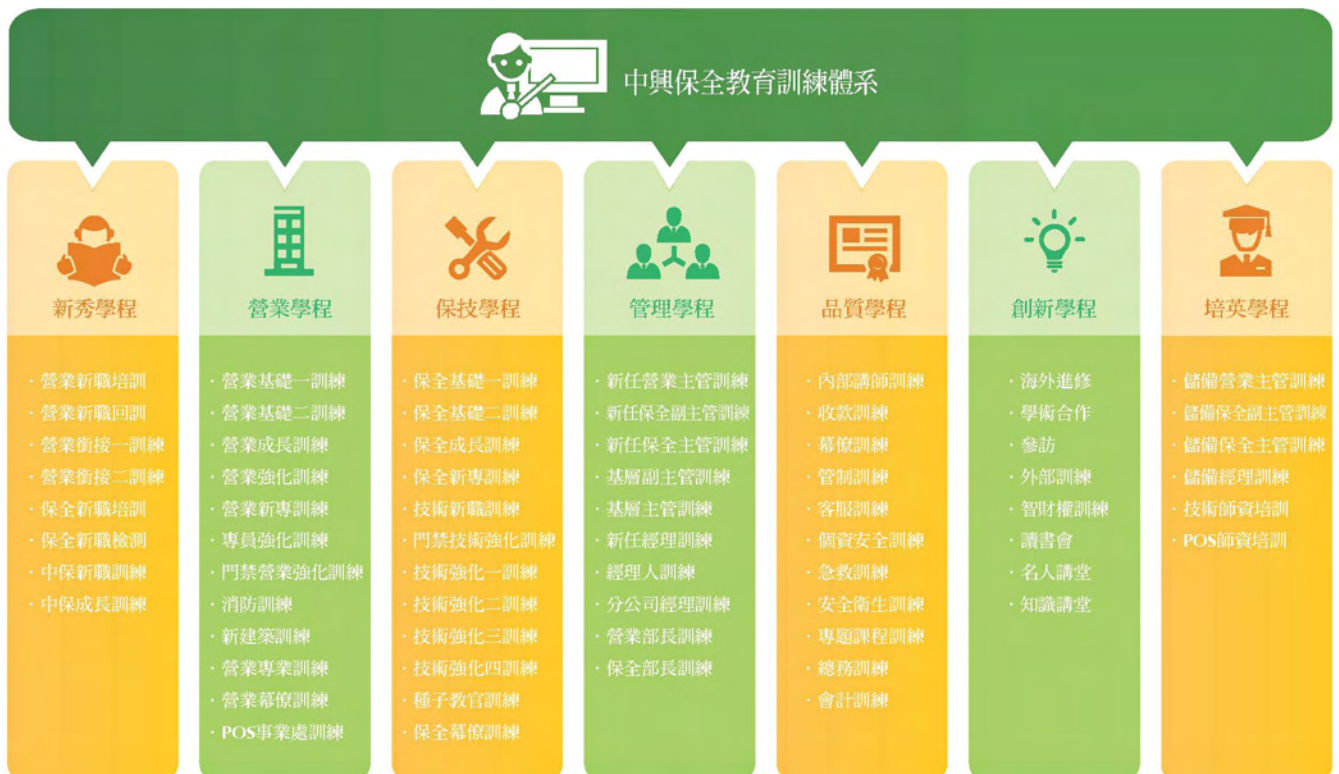 中興保全教育訓練體系
新秀學程
· 營業新職培訓
· 營業新職回訓
· 營業銜接一訓練
· 營業銜接二訓練
· 保全新職培訓
· 保全新職檢測
· 中保新職訓練
· 中保成長訓練
營業學程
· 營業基礎一訓練
· 營業基礎二訓練
· 營業成長訓練
· 營業強化訓練
· 營業新專訓練
· 專員強化訓練
· 門禁營業強化訓練
· 消防訓練
· 新建築訓練
· 營業專業訓練
· 營業幕僚訓練
· POS事業處訓練
保技學程
· 保全基礎一訓練
· 保全基礎二訓練
· 保全成長訓練
· 保全新專訓練
· 技術新職訓練
· 門禁技術強化訓練
· 技術強化一訓練
· 技術強化二訓練
· 技術強化三訓練
· 技術強化四訓練
· 種子教官訓練
· 保全幕僚訓練
管理學程
· 新任營業主管訓練
· 新任保全副主管訓練
· 新任保全主管訓練
· 基層副主管訓練
· 基層主管訓練
· 新任經理訓練
· 經理人訓練
· 分公司經理訓練
· 營業部長訓練
· 保全部長訓練
品質學程
· 內部講師訓練
· 收款訓練
· 幕僚訓練
· 管制訓練
· 客服訓練
· 個資安全訓練
· 急救訓練
· 安全衛生訓練
· 專題課程訓練
· 總務訓練
· 會計訓練
創新學程
· 海外進修
· 學術合作
· 參訪
· 外部訓練
· 智財權訓練
· 讀書會
· 名人講堂
· 知識講堂
培英學程
· 儲備營業主管訓練
· 儲備保全副主管訓練
· 儲備保全主管訓練
· 儲備經理訓練
· 技術師資培訓
· POS師資培訓